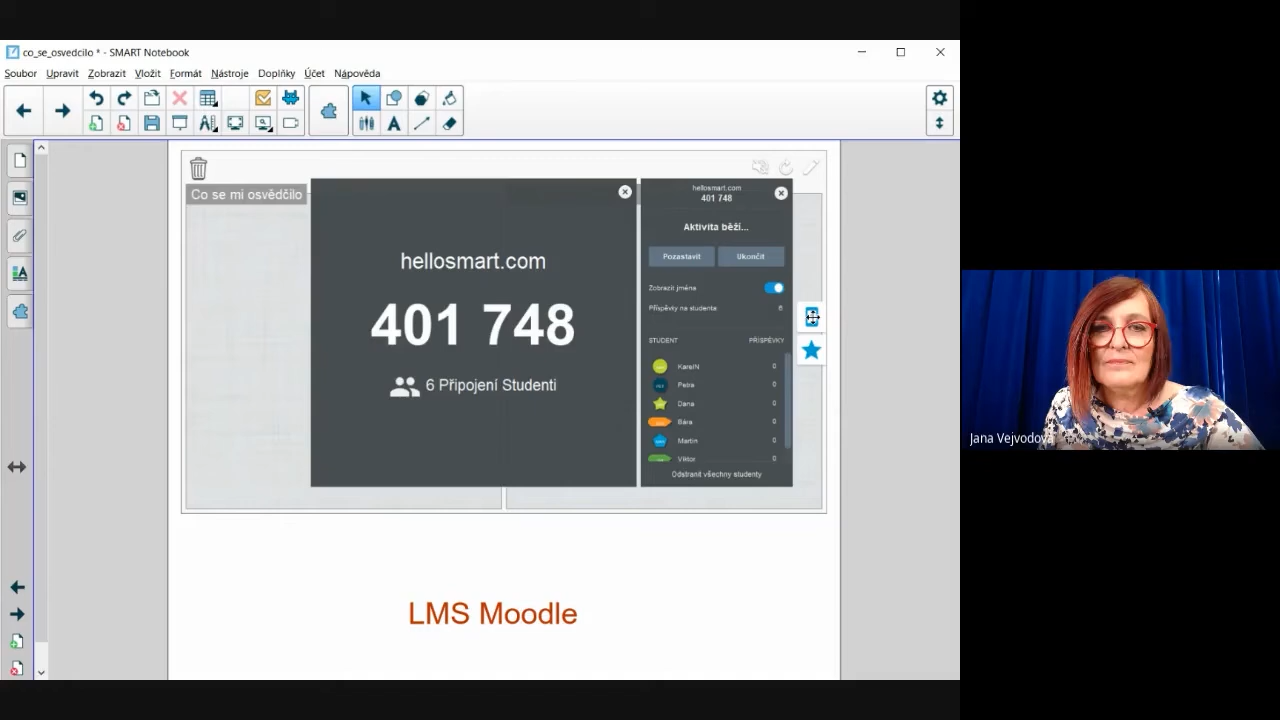 co_se_osvedcilo * - SMART Notebook
Soubor Upravit Zobrazit Vložit Formát Nástroje Doplňky Účet Nápověda
Co se mi osvědčilo
hellosmart.com
401 748
6 Připojení Studenti
hellosmart.com
401 748
Aktivita běží...
Pozastavit Ukončit
Zobrazit jména
Příspěvky na studenta: 6
STUDENT PŘÍSPĚVKY
KarelN 0
Petra 0
Dana 0
Bára 0
Martin 0
Viktor 0
Odstranit všechny studenty
LMS Moodle
Jana Vejvodová